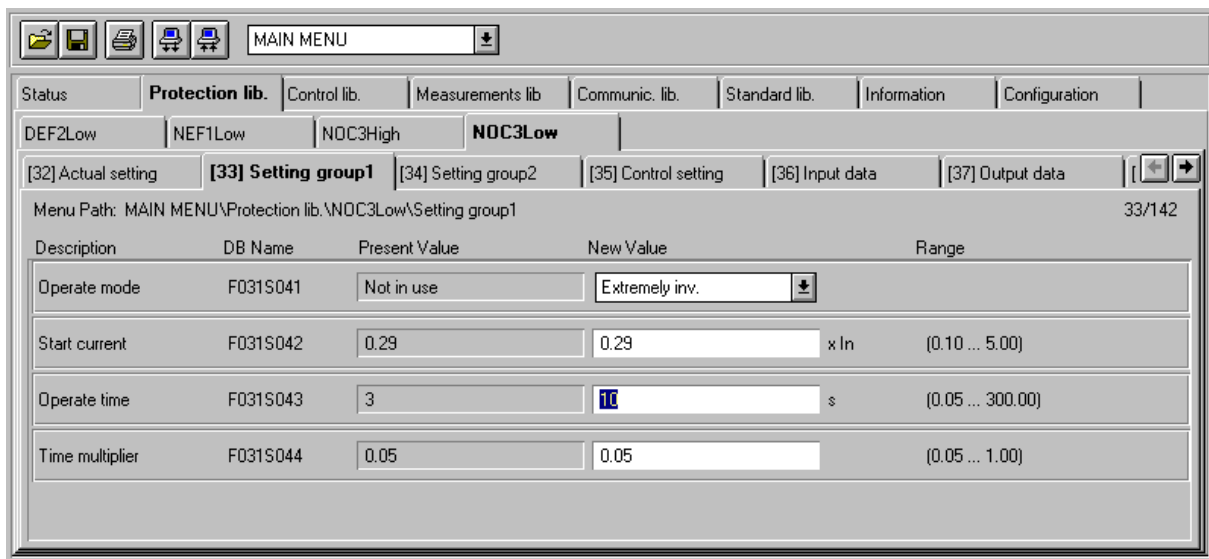 MAIN MENU
Status Protection lib. Control lib. Measurements lib Communic. lib. Standard lib. Information Configuration
DEF2Low NEF1Low NOC3High NOC3Low
[32] Actual setting [33] Setting group1 [34] Setting group2 [35] Control setting [36] Input data [37] Output data [
Menu Path: MAIN MENU\Protection lib.\NOC3Low\Setting group1 33/142
Description DB Name Present Value New Value Range
Operate mode F031S041 Not in use Extremely inv.
Start current F031S042 0.29 0.29 x In (0.10 ... 5.00)
Operate time F031S043 3 10 s (0.05 ... 300.00)
Time multiplier F031S044 0.05 0.05 (0.05 ... 1.00)